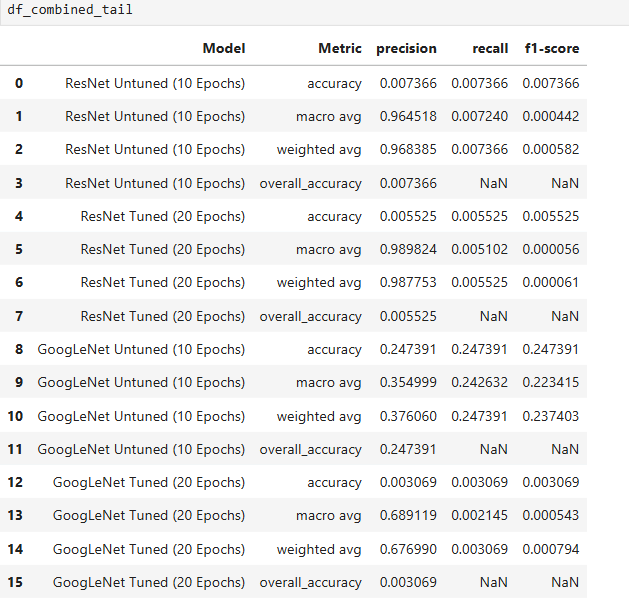 df_combined_tail
Model Metric precision recall f1-score
0 ResNet Untuned (10 Epochs) accuracy 0.007366 0.007366 0.007366
1 ResNet Untuned (10 Epochs) macro avg 0.964518 0.007240 0.000442
2 ResNet Untuned (10 Epochs) weighted avg 0.968385 0.007366 0.000582
3 ResNet Untuned (10 Epochs) overall_accuracy 0.007366 NaN NaN
4 ResNet Tuned (20 Epochs) accuracy 0.005525 0.005525 0.005525
5 ResNet Tuned (20 Epochs) macro avg 0.989824 0.005102 0.000056
6 ResNet Tuned (20 Epochs) weighted avg 0.987753 0.005525 0.000061
7 ResNet Tuned (20 Epochs) overall_accuracy 0.005525 NaN NaN
8 GoogLeNet Untuned (10 Epochs) accuracy 0.247391 0.247391 0.247391
9 GoogLeNet Untuned (10 Epochs) macro avg 0.354999 0.242632 0.223415
10 GoogLeNet Untuned (10 Epochs) weighted avg 0.376060 0.247391 0.237403
11 GoogLeNet Untuned (10 Epochs) overall_accuracy 0.247391 NaN NaN
12 GoogLeNet Tuned (20 Epochs) accuracy 0.003069 0.003069 0.003069
13 GoogLeNet Tuned (20 Epochs) macro avg 0.689119 0.002145 0.000543
14 GoogLeNet Tuned (20 Epochs) weighted avg 0.676990 0.003069 0.000794
15 GoogLeNet Tuned (20 Epochs) overall_accuracy 0.003069 NaN NaN